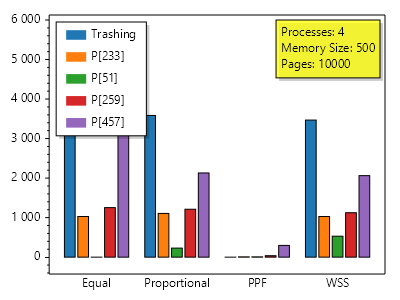 6 000
5 000
4 000
3 000
2 000
1 000
0
Trashing
P[233]
P[51]
P[259]
P[457]
Processes: 4
Memory Size: 500
Pages: 10000
Equal
Proportional
PPF
WSS